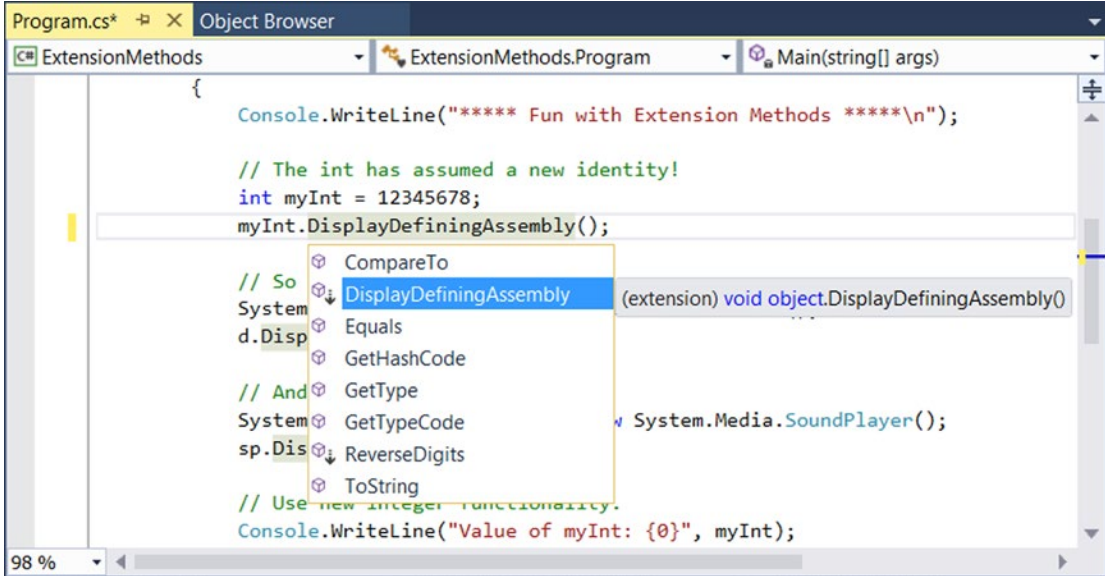 Program.cs* Object Browser
C# ExtensionMethods ExtensionMethods.Program Main(string[] args)
{
Console.WriteLine("***** Fun with Extension Methods *****\n");
// The int has assumed a new identity!
int myInt = 12345678;
myInt.DisplayDefiningAssembly();
CompareTo
// So
DisplayDefiningAssembly (extension) void object.DisplayDefiningAssembly()
System
Equals
d.Disp
GetHashCode
// And
GetType
System GetTypeCode w System.Media.SoundPlayer();
sp.Dis ReverseDigits
ToString
// Use new integer functionality.
Console.WriteLine("Value of myInt: {0}", myInt);
98 %